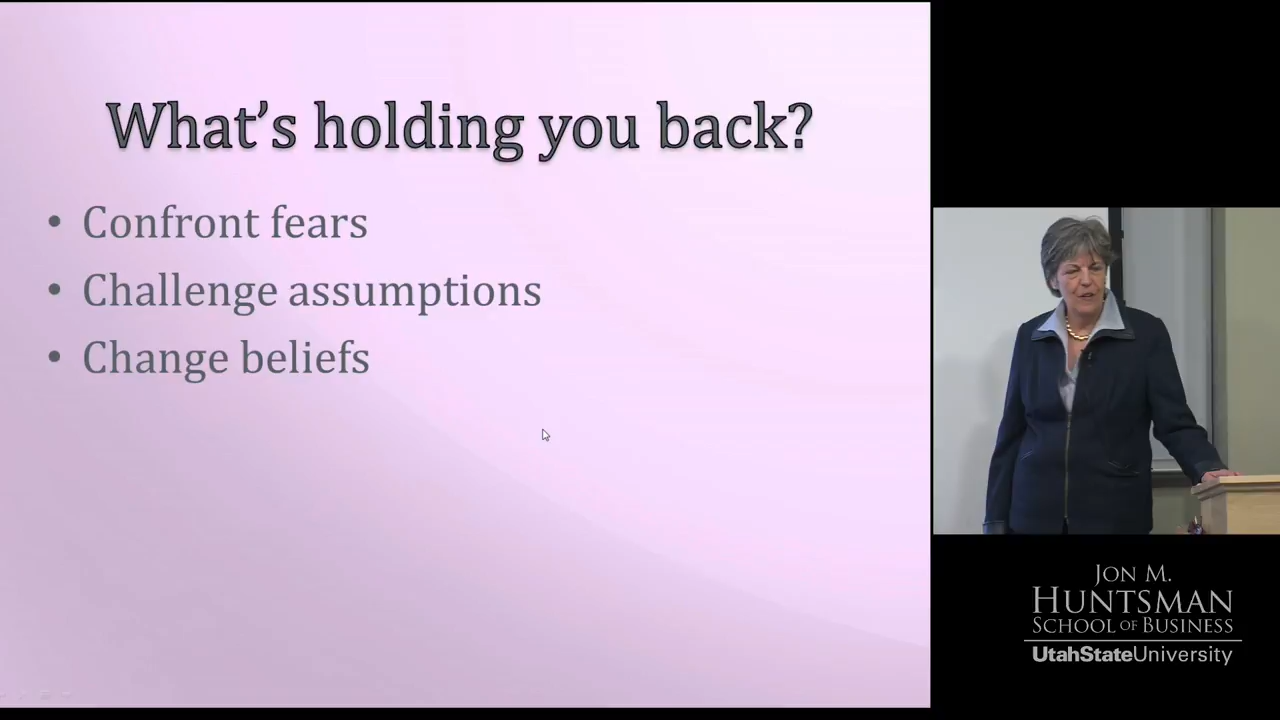 What's holding you back?
• Confront fears
• Challenge assumptions
• Change beliefs
JON M.
HUNTSMAN
SCHOOL OF BUSINESS
UtahStateUniversity